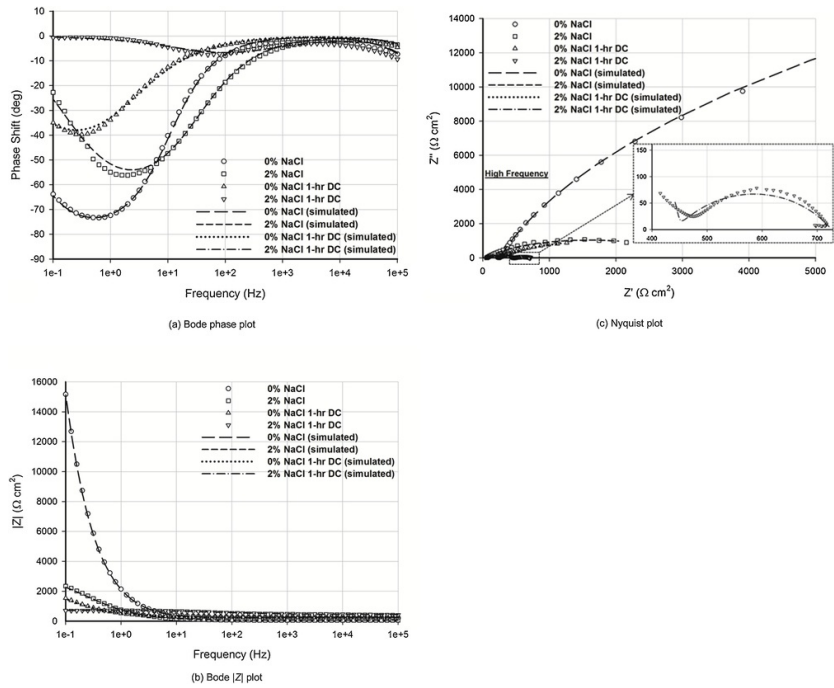 10
0
-10
-20
-30
-40
-50
-60
-70
-80
-90
Phase Shift (deg)
0% NaCl
2% NaCl
0% NaCl 1-hr DC
2% NaCl 1-hr DC
0% NaCl (simulated)
2% NaCl (simulated)
0% NaCl 1-hr DC (simulated)
2% NaCl 1-hr DC (simulated)
1e-1 1e+0 1e+1 1e+2 1e+3 1e+4 1e+5
Frequency (Hz)
(a) Bode phase plot
14000
12000
10000
8000
6000
4000
2000
0
Z'' (Ω cm²)
0% NaCl
2% NaCl
0% NaCl 1-hr DC
2% NaCl 1-hr DC
0% NaCl (simulated)
2% NaCl (simulated)
2% NaCl 1-hr DC (simulated)
2% NaCl 1-hr DC (simulated)
High Frequency
150
100
50
0
400 500 600 700
0 1000 2000 3000 4000 5000
Z' (Ω cm²)
(c) Nyquist plot
16000
14000
12000
10000
8000
6000
4000
2000
0
|Z| (Ω cm²)
0% NaCl
2% NaCl
0% NaCl 1-hr DC
2% NaCl 1-hr DC
0% NaCl (simulated)
2% NaCl (simulated)
0% NaCl 1-hr DC (simulated)
2% NaCl 1-hr DC (simulated)
1e-1 1e+0 1e+1 1e+2 1e+3 1e+4 1e+5
Frequency (Hz)
(b) Bode |Z| plot